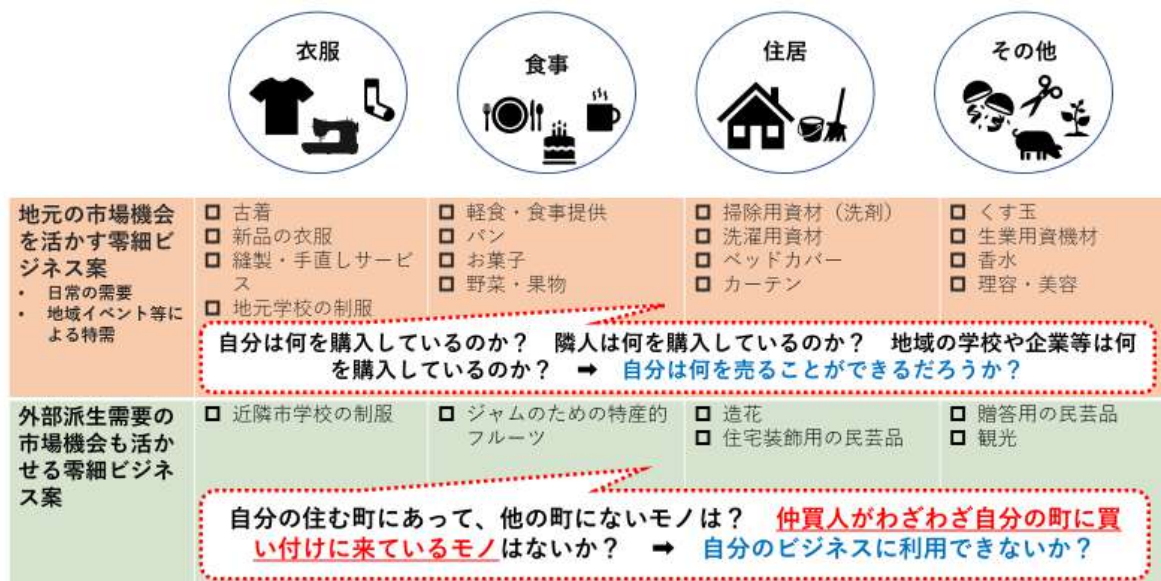 衣服
食事
住居
その他
地元の市場機会
を活かす零細ビ
ジネス案
• 日常の需要
• 地域イベント等に
よる特需
□ 古着
□ 新品の衣服
□ 縫製・手直しサービ
ス
□ 地元学校の制服
□ 軽食・食事提供
□ パン
□ お菓子
□ 野菜・果物
□ 掃除用資材（洗剤）
□ 洗濯用資材
□ ベッドカバー
□ カーテン
□ くす玉
□ 生業用資機材
□ 香水
□ 理容・美容
自分は何を購入しているのか？ 隣人は何を購入しているのか？ 地域の学校や企業等は何
を購入しているのか？ ➡ 自分は何を売ることができるだろうか？
外部派生需要の
市場機会も活か
せる零細ビジネ
ス案
□ 近隣市学校の制服
□ ジャムのための特産的
フルーツ
□ 造花
□ 住宅装飾用の民芸品
□ 贈答用の民芸品
□ 観光
自分の住む町にあって、他の町にないモノは？ 仲買人がわざわざ自分の町に買
い付けに来ているモノはないか？ ➡ 自分のビジネスに利用できないか？